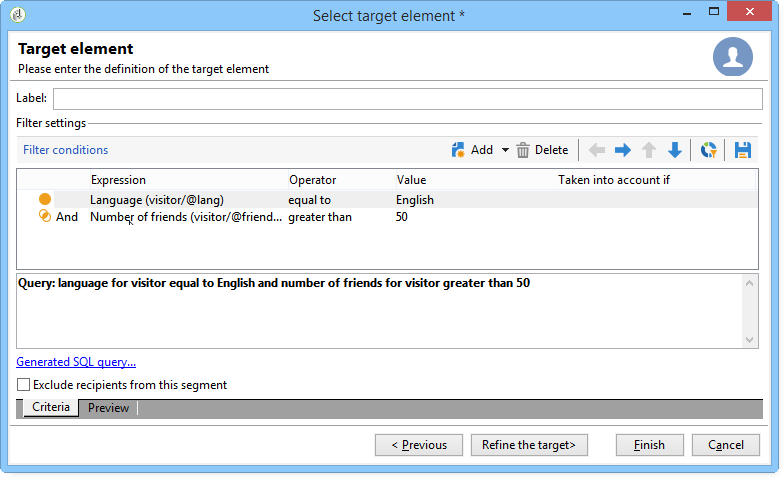 Select target element *
Target element
Please enter the definition of the target element
Label:
Filter settings
Filter conditions Add Delete
Expression Operator Value Taken into account if
Language (visitor/@lang) equal to English
And Number of friends (visitor/@friend... greater than 50
Query: language for visitor equal to English and number of friends for visitor greater than 50
Generated SQL query...
Exclude recipients from this segment
Criteria Preview
< Previous Refine the target> Finish Cancel